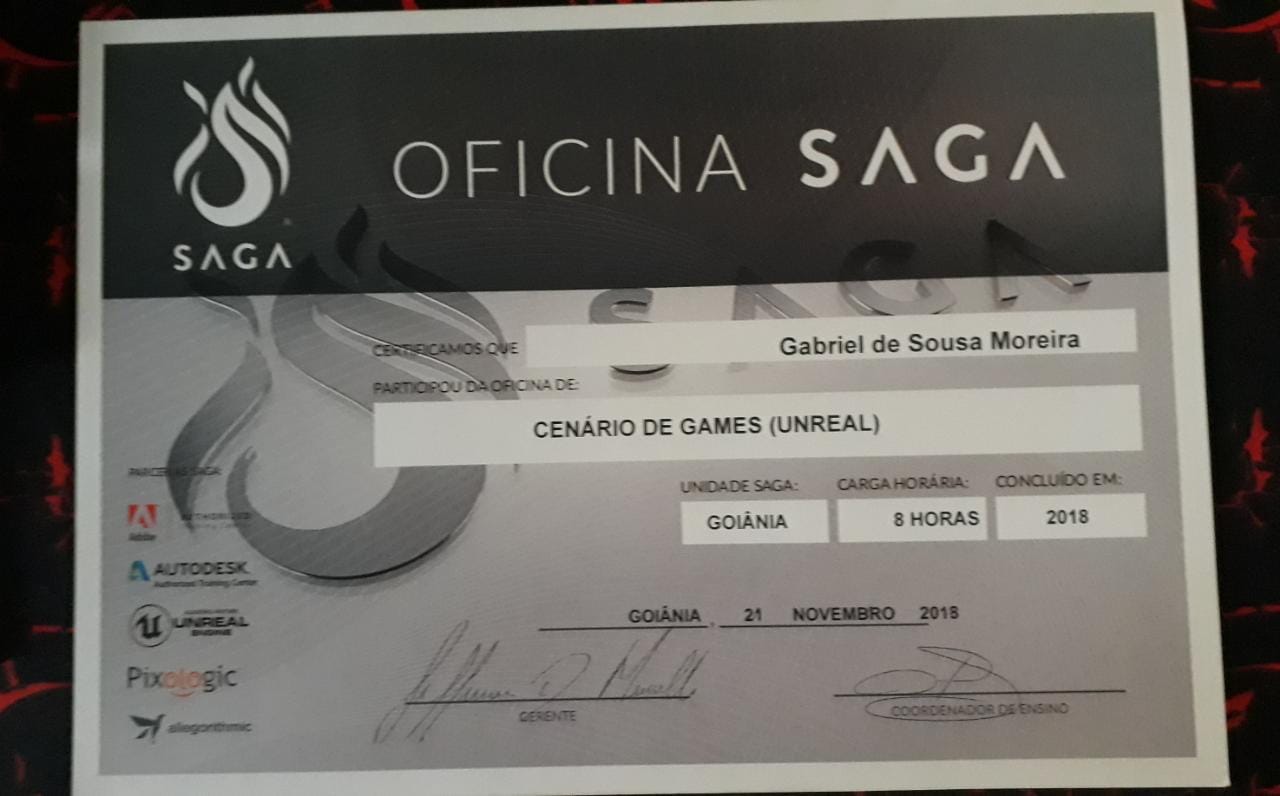 OFICINA SAGA
SAGA
SAGA
CERTIFICAMOS QUE Gabriel de Sousa Moreira
PARTICIPOU DA OFICINA DE:
CENÁRIO DE GAMES (UNREAL)
UNIDADE SAGA: CARGA HORÁRIA: CONCLUÍDO EM:
GOIÂNIA 8 HORAS 2018
PARCERIAS SAGA:
Adobe AUTHORIZED
AUTODESK
Authorized Training Center
UNREAL
ENGINE
Pixologic
allegorithmic
GOIÂNIA, 21 NOVEMBRO 2018
GERENTE COORDENADOR DE ENSINO